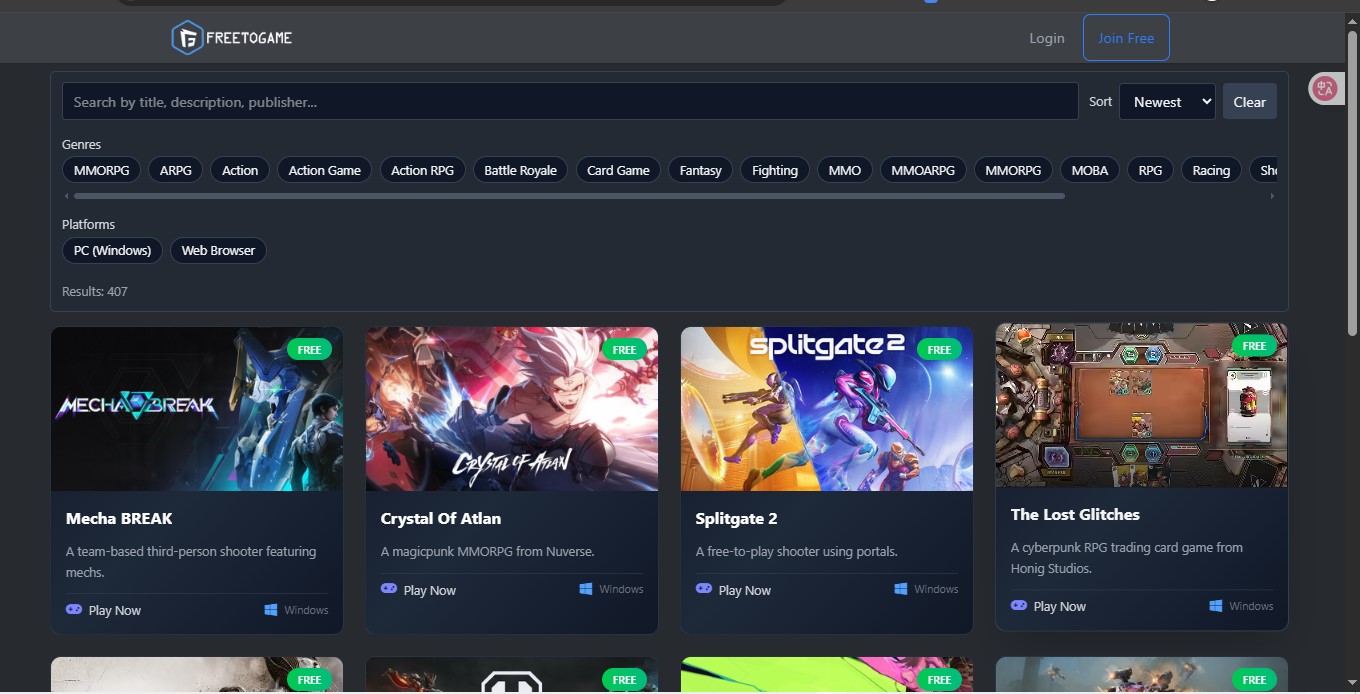 FREETOGAME
Login
Join Free
Search by title, description, publisher...
Sort
Newest
Clear
Genres
MMORPG
ARPG
Action
Action Game
Action RPG
Battle Royale
Card Game
Fantasy
Fighting
MMO
MMOARPG
MMORPG
MOBA
RPG
Racing
Platforms
PC (Windows)
Web Browser
Results: 407
MECHA BREAK
FREE
CRYSTAL OF ATLAN
FREE
splitgate 2
FREE
FREE
Mecha BREAK
A team-based third-person shooter featuring
mechs.
Play Now
Windows
Crystal Of Atlan
A magicpunk MMORPG from Nuverse.
Play Now
Windows
Splitgate 2
A free-to-play shooter using portals.
Play Now
Windows
The Lost Glitches
A cyberpunk RPG trading card game from
Honig Studios.
Play Now
Windows
FREE
FREE
FREE
FREE